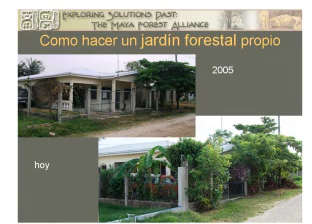 Exploring Solutions Past:
The Maya Forest Alliance
Como hacer un jardín forestal propio
2005
hoy